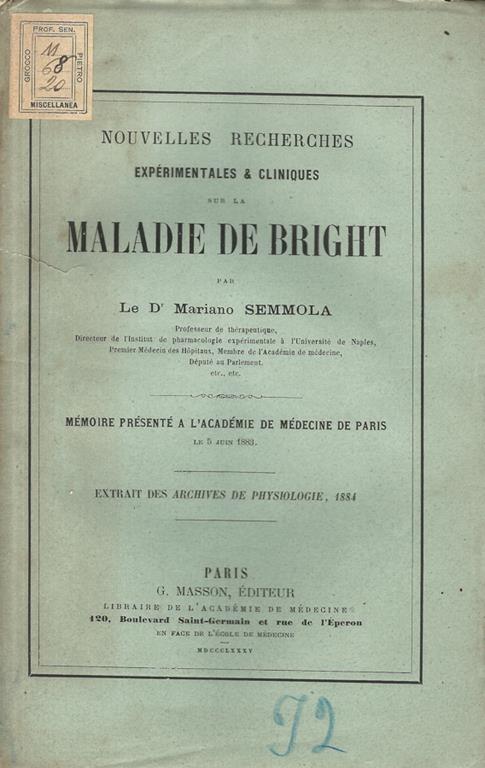 PROF. SEN.
GROCCO
PIETRO
M
68
20
MISCELLANEA
NOUVELLES RECHERCHES
EXPÉRIMENTALES & CLINIQUES
SUR LA
MALADIE DE BRIGHT
PAR
Le Dr Mariano SEMMOLA
Professeur de thérapeutique,
Directeur de l'Institut de pharmacologie expérimentale à l'Université de Naples,
Premier Médecin des Hôpitaux, Membre de l'Académie de médecine,
Député au Parlement.
etc., etc.
MÉMOIRE PRÉSENTÉ A L'ACADÉMIE DE MÉDECINE DE PARIS
LE 5 JUIN 1883.
EXTRAIT DES ARCHIVES DE PHYSIOLOGIE, 1884
PARIS
G. MASSON, ÉDITEUR
LIBRAIRE DE L'ACADÉMIE DE MÉDECINE
120, Boulevard Saint-Germain et rue de l'Éperon
EN FACE DE L'ÉCOLE DE MÉDECINE
MDCCCLXXXV